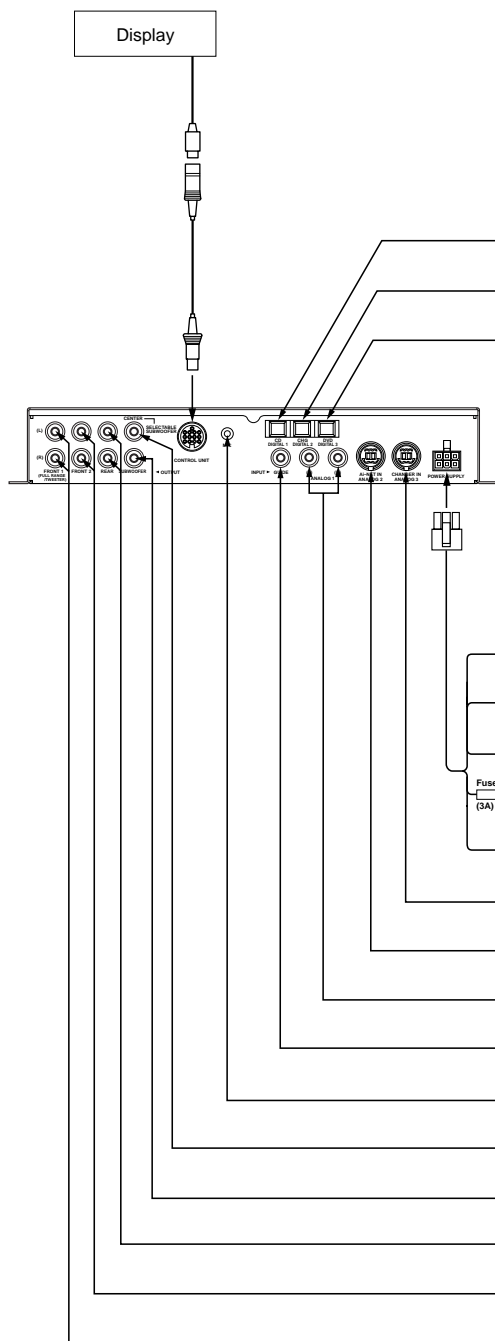 Display
CENTER
(L)
SELECTABLE
SUBWOOFER
CD
DIGITAL 1
CHG
DIGITAL 2
DVD
DIGITAL 3
(R)
FRONT 1
(FULL RANGE
/TWEETER)
FRONT 2
REAR
SUBWOOFER
◄ OUTPUT
CONTROL UNIT
INPUT ►
GUIDE
ANALOG 1
Ai-NET IN
ANALOG 2
CHANGER IN
ANALOG 3
POWER SUPPLY
Fuse
(3A)